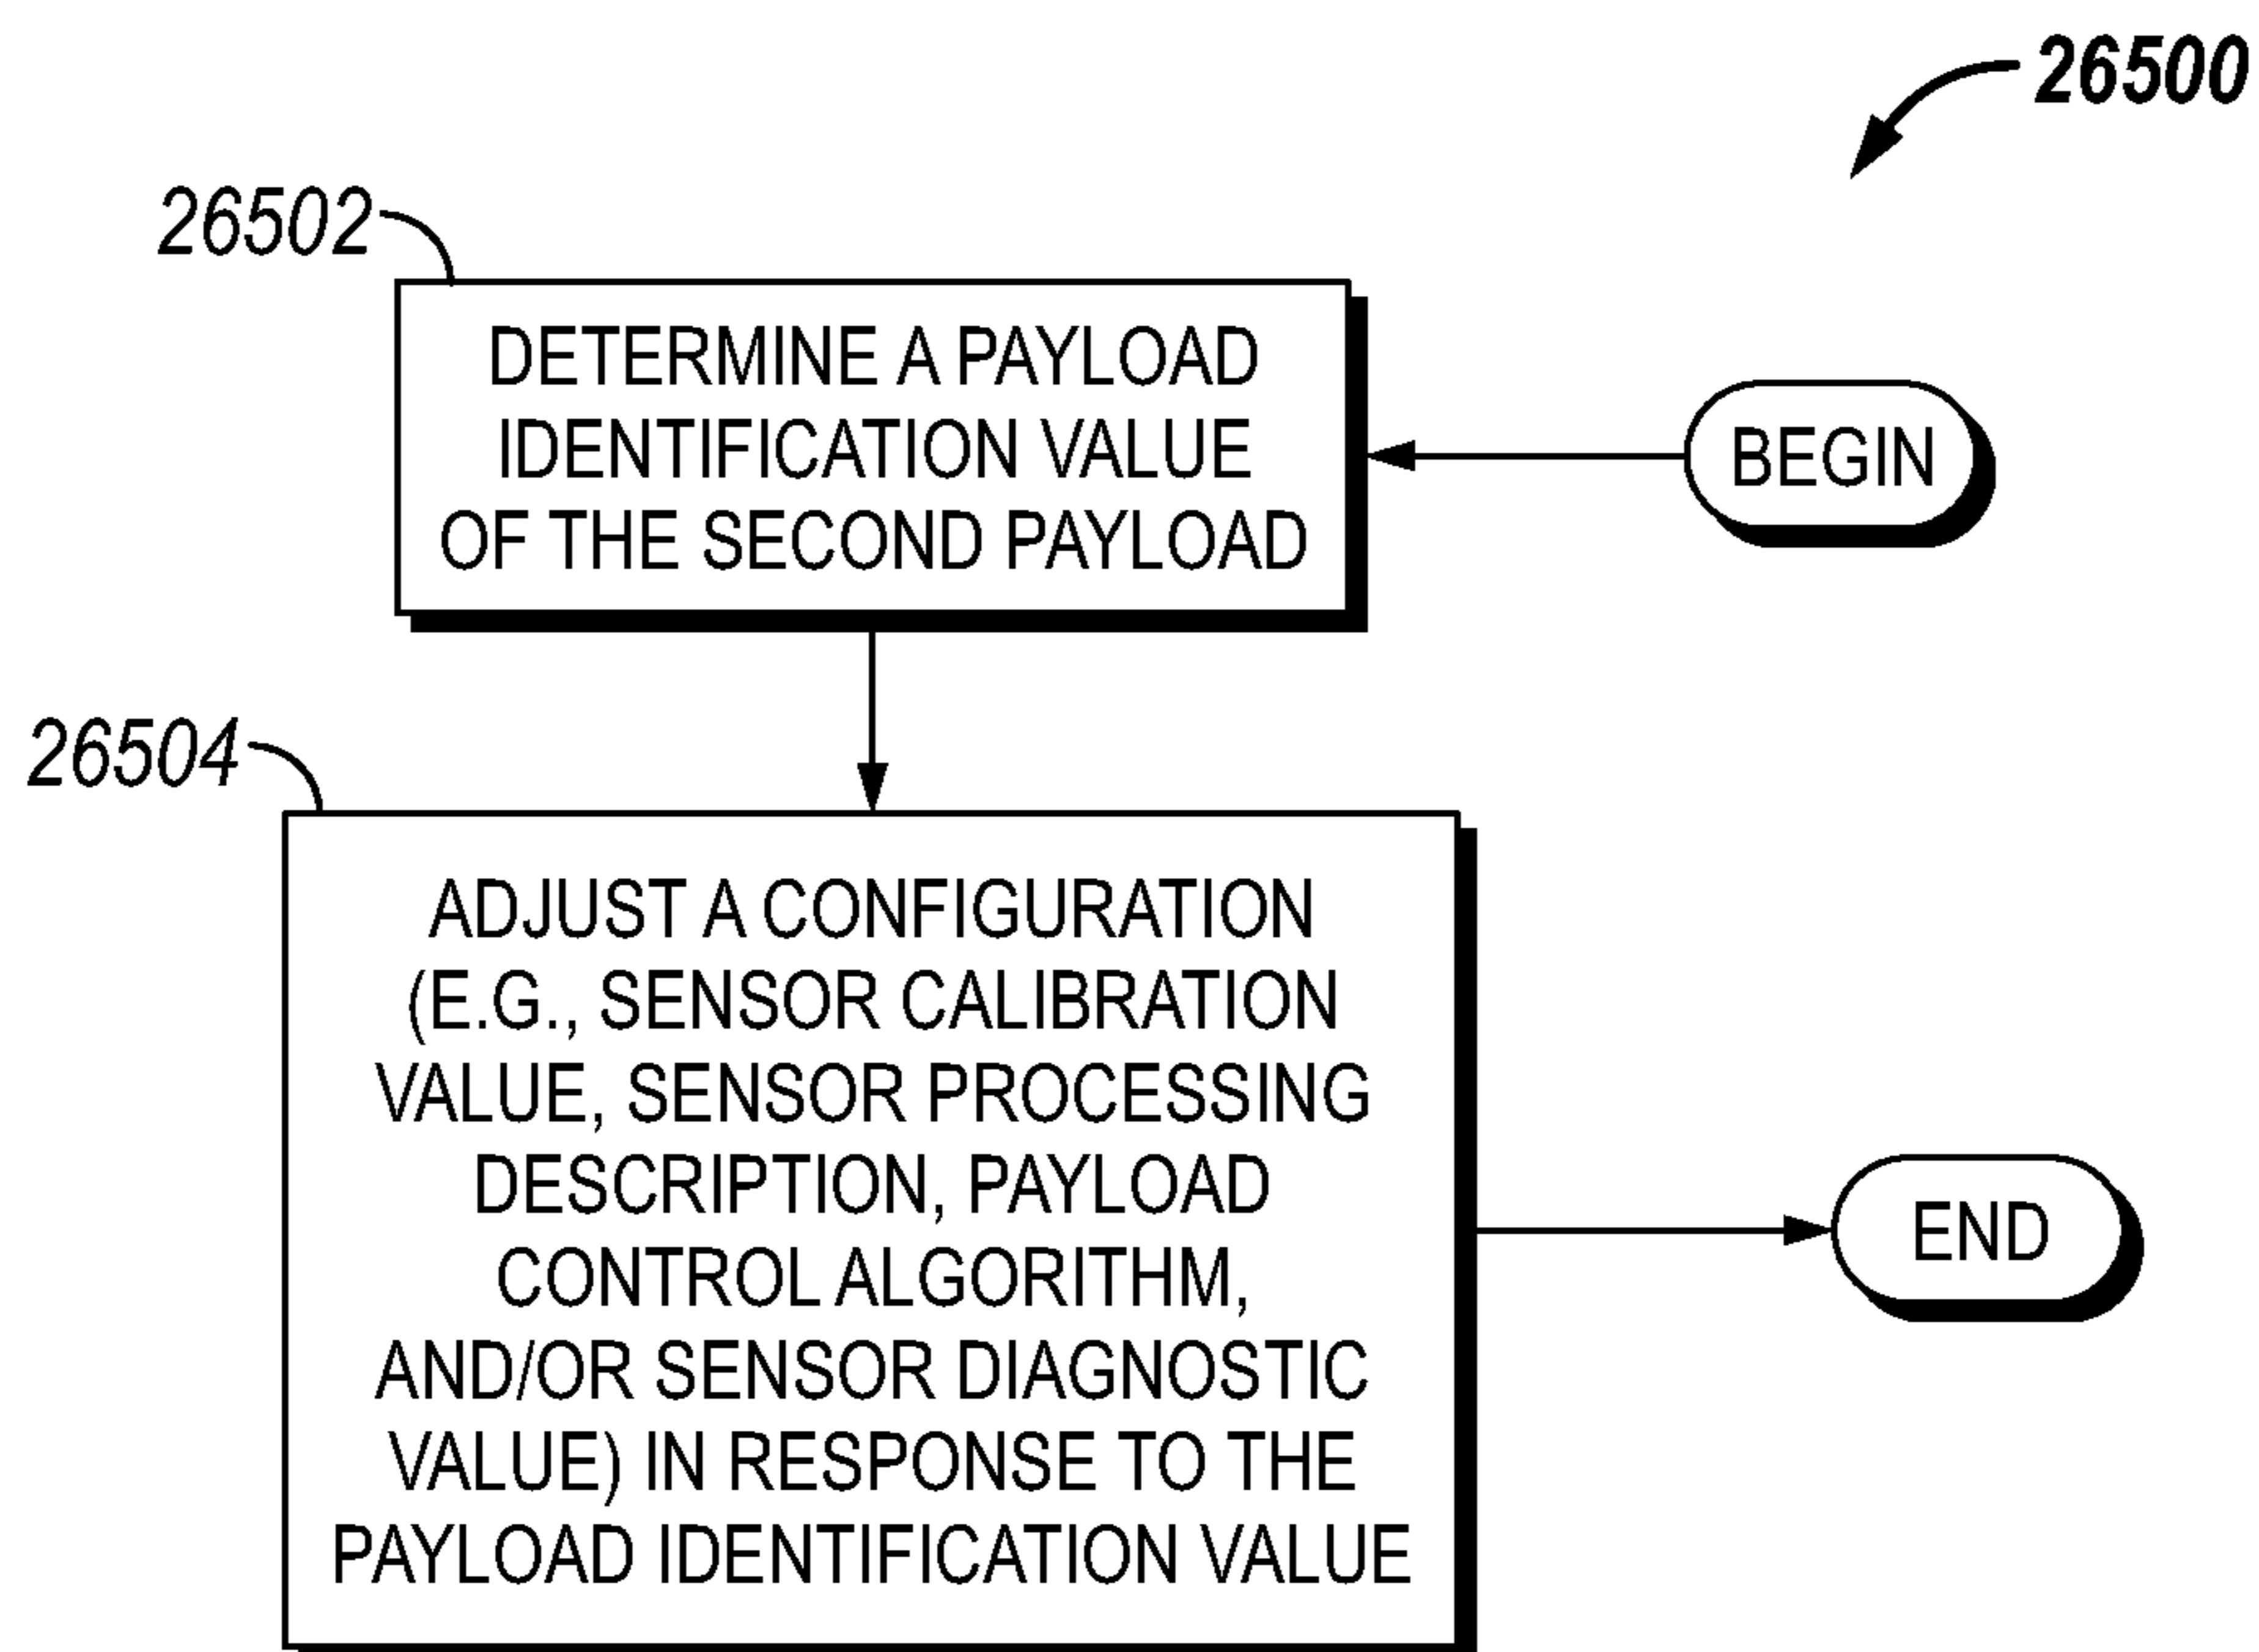 26500
26502
DETERMINE A PAYLOAD
IDENTIFICATION VALUE
OF THE SECOND PAYLOAD
BEGIN
26504
ADJUST A CONFIGURATION
(E.G., SENSOR CALIBRATION
VALUE, SENSOR PROCESSING
DESCRIPTION, PAYLOAD
CONTROL ALGORITHM,
AND/OR SENSOR DIAGNOSTIC
VALUE) IN RESPONSE TO THE
PAYLOAD IDENTIFICATION VALUE
END